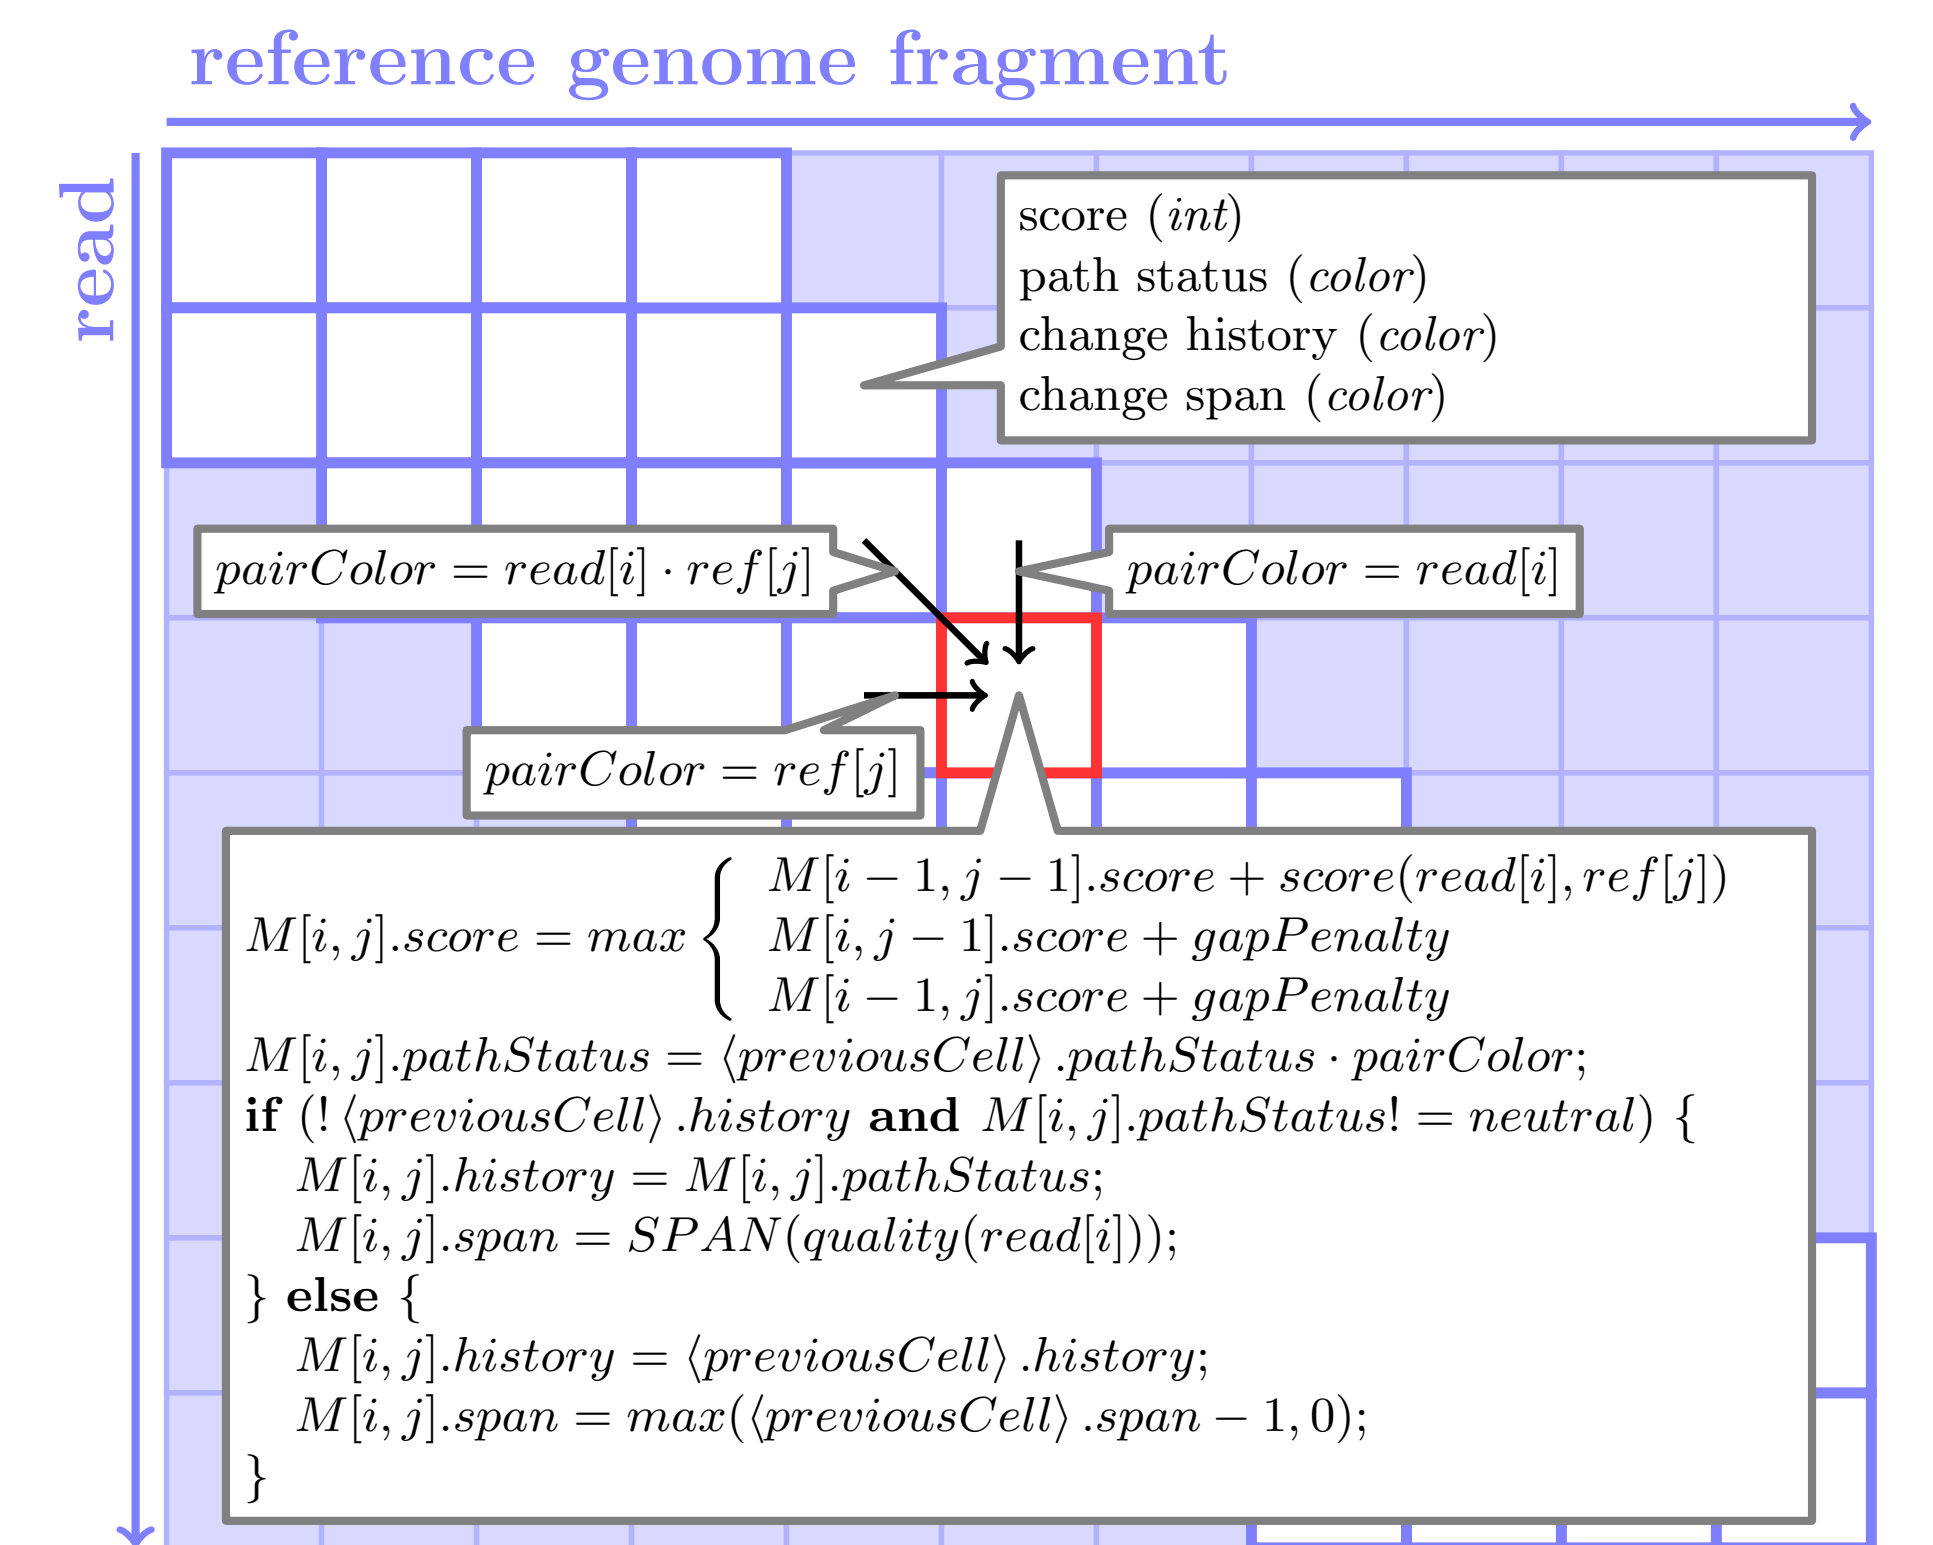 reference genome fragment
read
score (int)
path status (color)
change history (color)
change span (color)
pairColor = read[i] · ref[j]
pairColor = read[i]
pairColor = ref[j]
M[i − 1, j − 1].score + score(read[i], ref[j])
M[i, j].score = max { M[i, j − 1].score + gapPenalty
M[i − 1, j].score + gapPenalty
M[i, j].pathStatus = ⟨previousCell⟩.pathStatus · pairColor;
if (!⟨previousCell⟩.history and M[i, j].pathStatus! = neutral) {
M[i, j].history = M[i, j].pathStatus;
M[i, j].span = SPAN(quality(read[i]));
} else {
M[i, j].history = ⟨previousCell⟩.history;
M[i, j].span = max(⟨previousCell⟩.span − 1, 0);
}